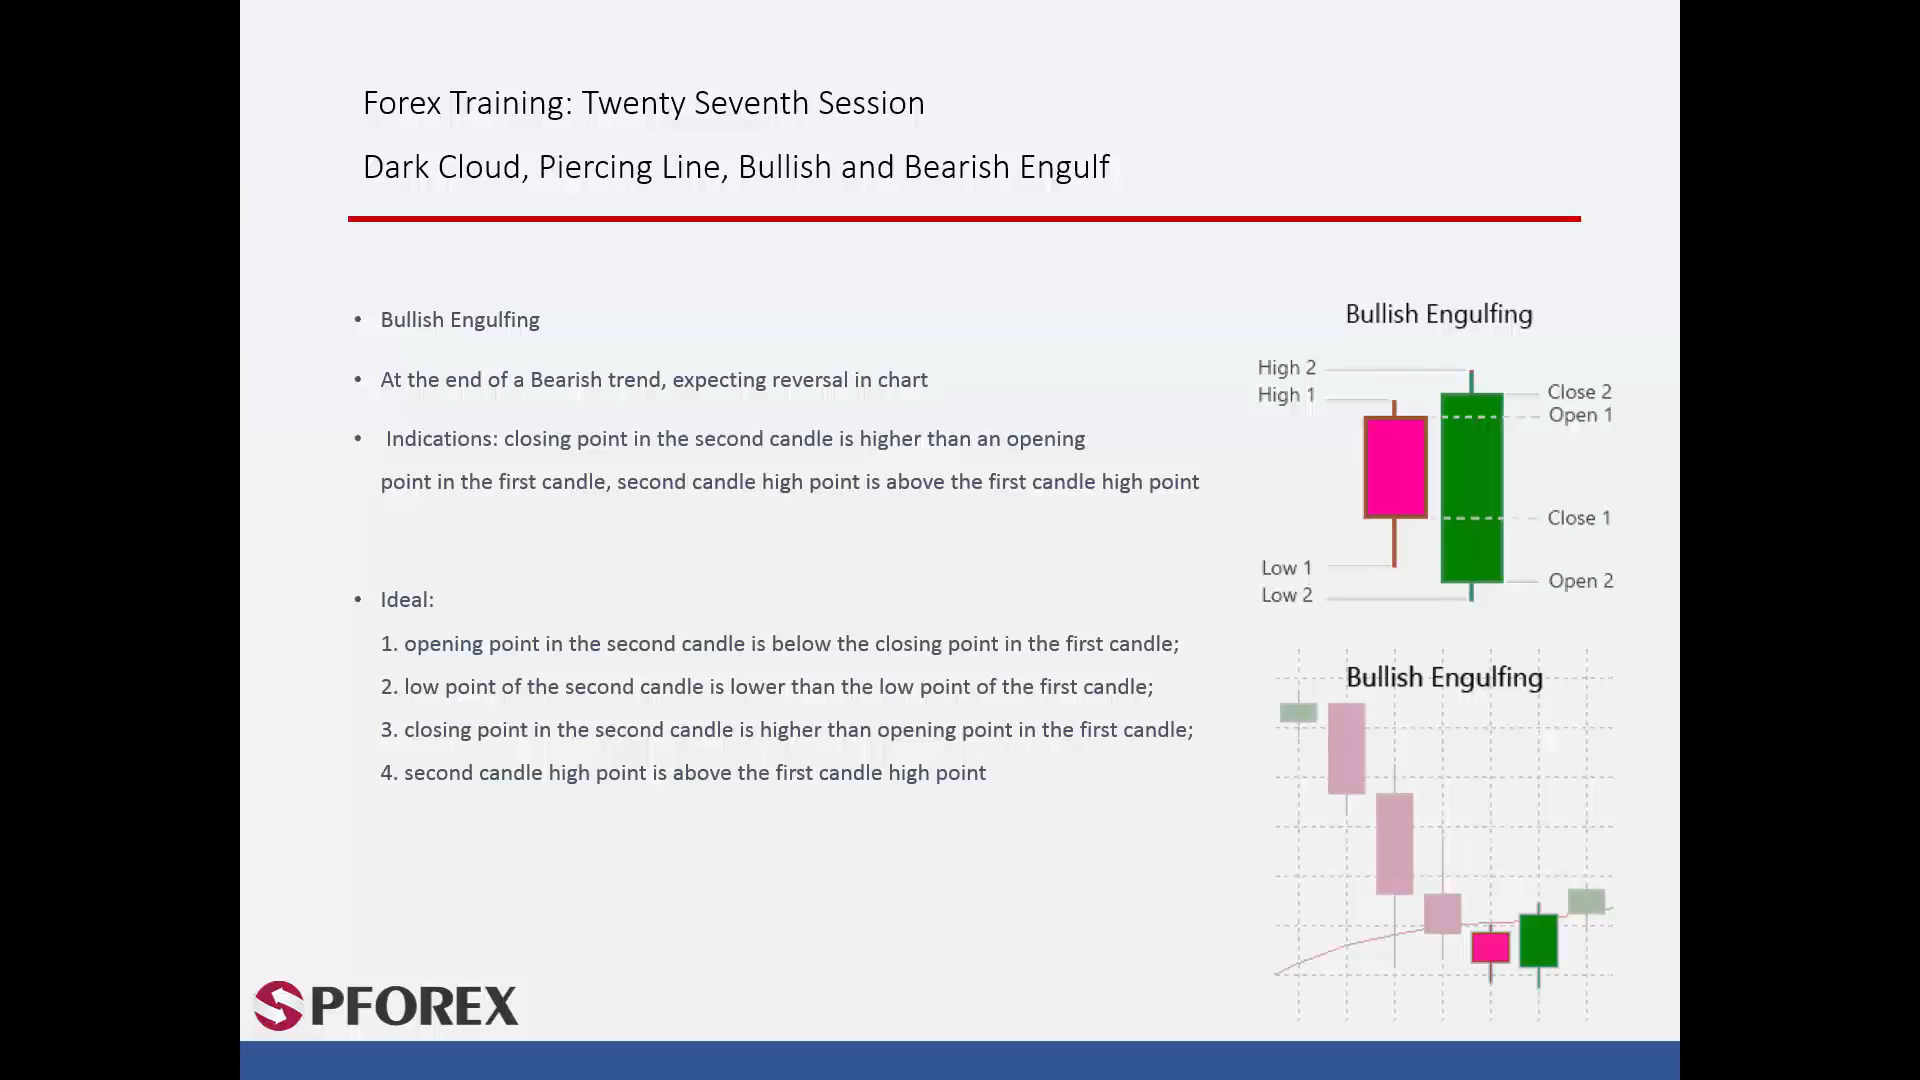 Forex Training: Twenty Seventh Session
Dark Cloud, Piercing Line, Bullish and Bearish Engulf
• Bullish Engulfing
• At the end of a Bearish trend, expecting reversal in chart
• Indications: closing point in the second candle is higher than an opening
point in the first candle, second candle high point is above the first candle high point
• Ideal:
1. opening point in the second candle is below the closing point in the first candle;
2. low point of the second candle is lower than the low point of the first candle;
3. closing point in the second candle is higher than opening point in the first candle;
4. second candle high point is above the first candle high point
Bullish Engulfing
High 2
High 1
Close 2
Open 1
Close 1
Low 1
Low 2
Open 2
Bullish Engulfing
SPFOREX